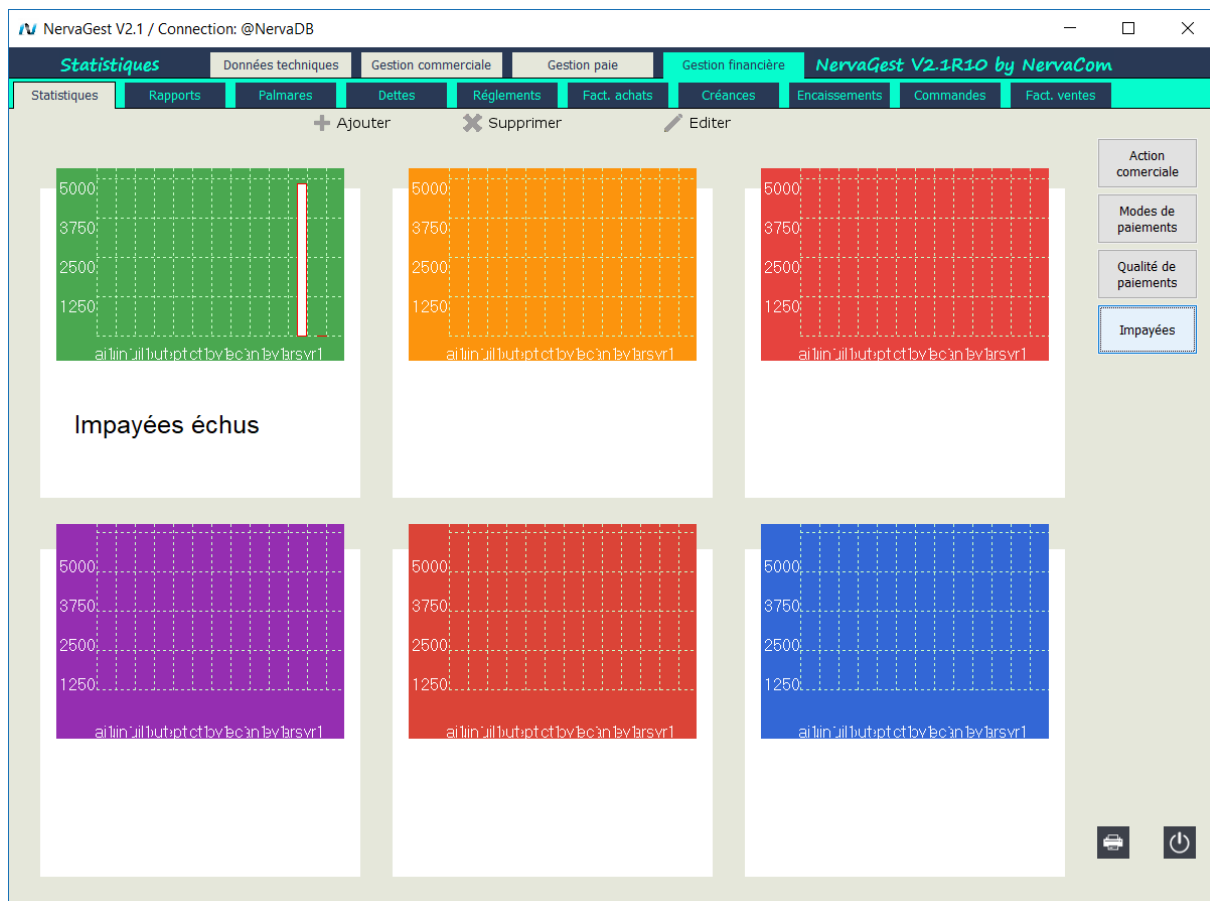 NervaGest V2.1 / Connection: @NervaDB
Statistiques
Données techniques
Gestion commerciale
Gestion paie
Gestion financière
NervaGest V2.1R10 by NervaCom
Statistiques
Rapports
Palmares
Dettes
Réglements
Fact. achats
Créances
Encaissements
Commandes
Fact. ventes
Ajouter
Supprimer
Editer
5000
3750
2500
1250
Impayées échus
5000
3750
2500
1250
5000
3750
2500
1250
Action
comerciale
Modes de
paiements
Qualité de
paiements
Impayées
5000
3750
2500
1250
5000
3750
2500
1250
5000
3750
2500
1250